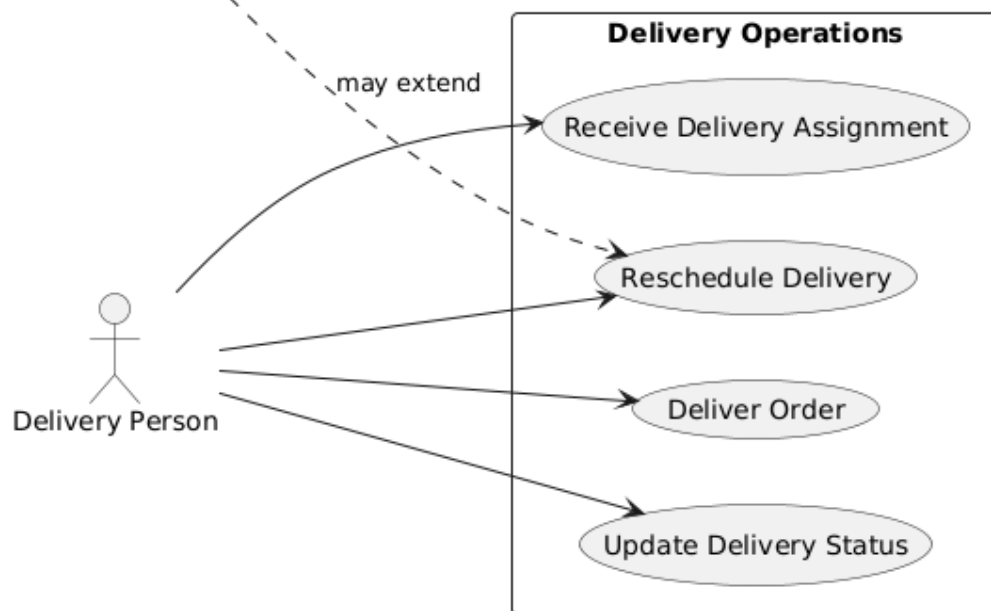 Delivery Operations
may extend
Receive Delivery Assignment
Reschedule Delivery
Delivery Person
Deliver Order
Update Delivery Status